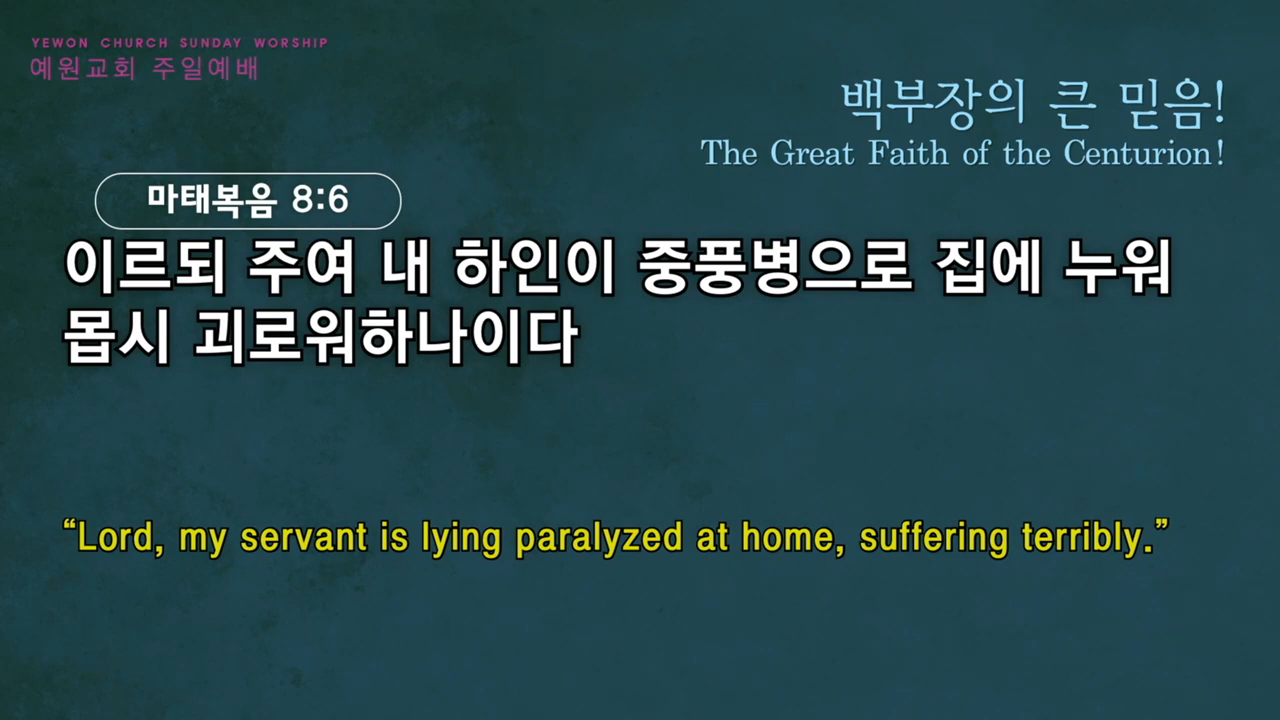 YEWON CHURCH SUNDAY WORSHIP
예원교회 주일예배
백부장의 큰 믿음!
The Great Faith of the Centurion!
마태복음 8:6
이르되 주여 내 하인이 중풍병으로 집에 누워
몹시 괴로워하나이다
“Lord, my servant is lying paralyzed at home, suffering terribly.”